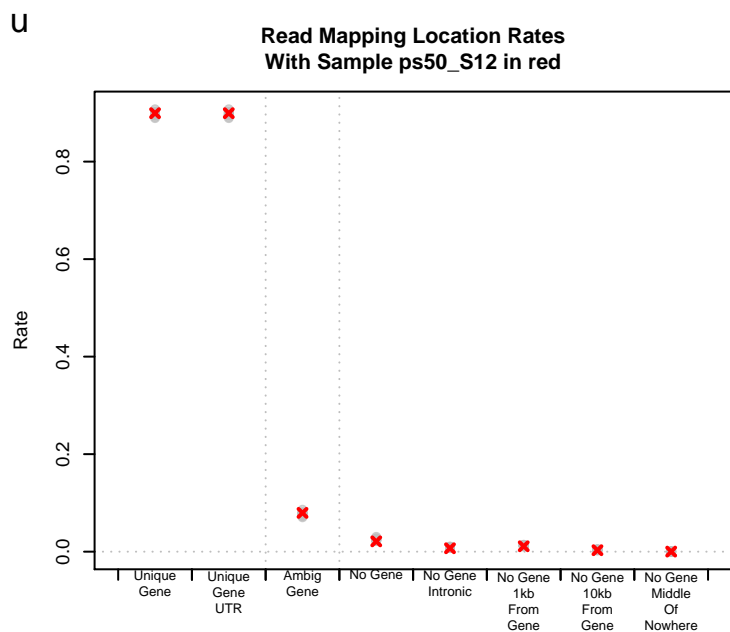 u
Read Mapping Location Rates
With Sample ps50_S12 in red
Rate
0.8
0.6
0.4
0.2
0.0
Unique
Gene
Unique
Gene
UTR
Ambig
Gene
No Gene
No Gene
Intronic
No Gene
1kb
From
Gene
No Gene
10kb
From
Gene
No Gene
Middle
Of
Nowhere